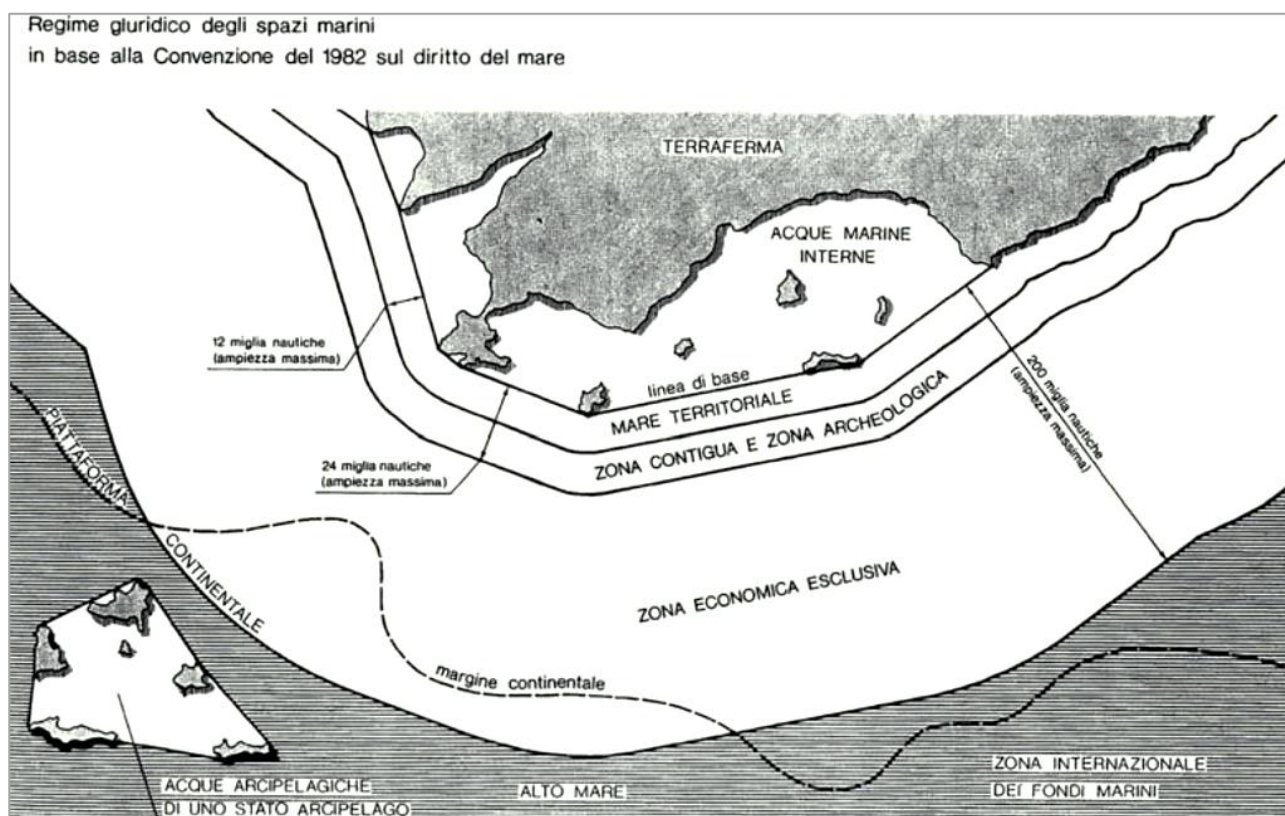 Regime giuridico degli spazi marini
in base alla Convenzione del 1982 sul diritto del mare
TERRAFERMA
ACQUE MARINE
INTERNE
12 miglia nautiche
(ampiezza massima)
linea di base
MARE TERRITORIALE
ZONA CONTIGUA E ZONA ARCHEOLOGICA
200 miglia nautiche
(ampiezza massima)
24 miglia nautiche
(ampiezza massima)
PIATTAFORMA
CONTINENTALE
ZONA ECONOMICA ESCLUSIVA
margine continentale
ACQUE ARCIPELAGICHE
DI UNO STATO ARCIPELAGO
ALTO MARE
ZONA INTERNAZIONALE
DEI FONDI MARINI